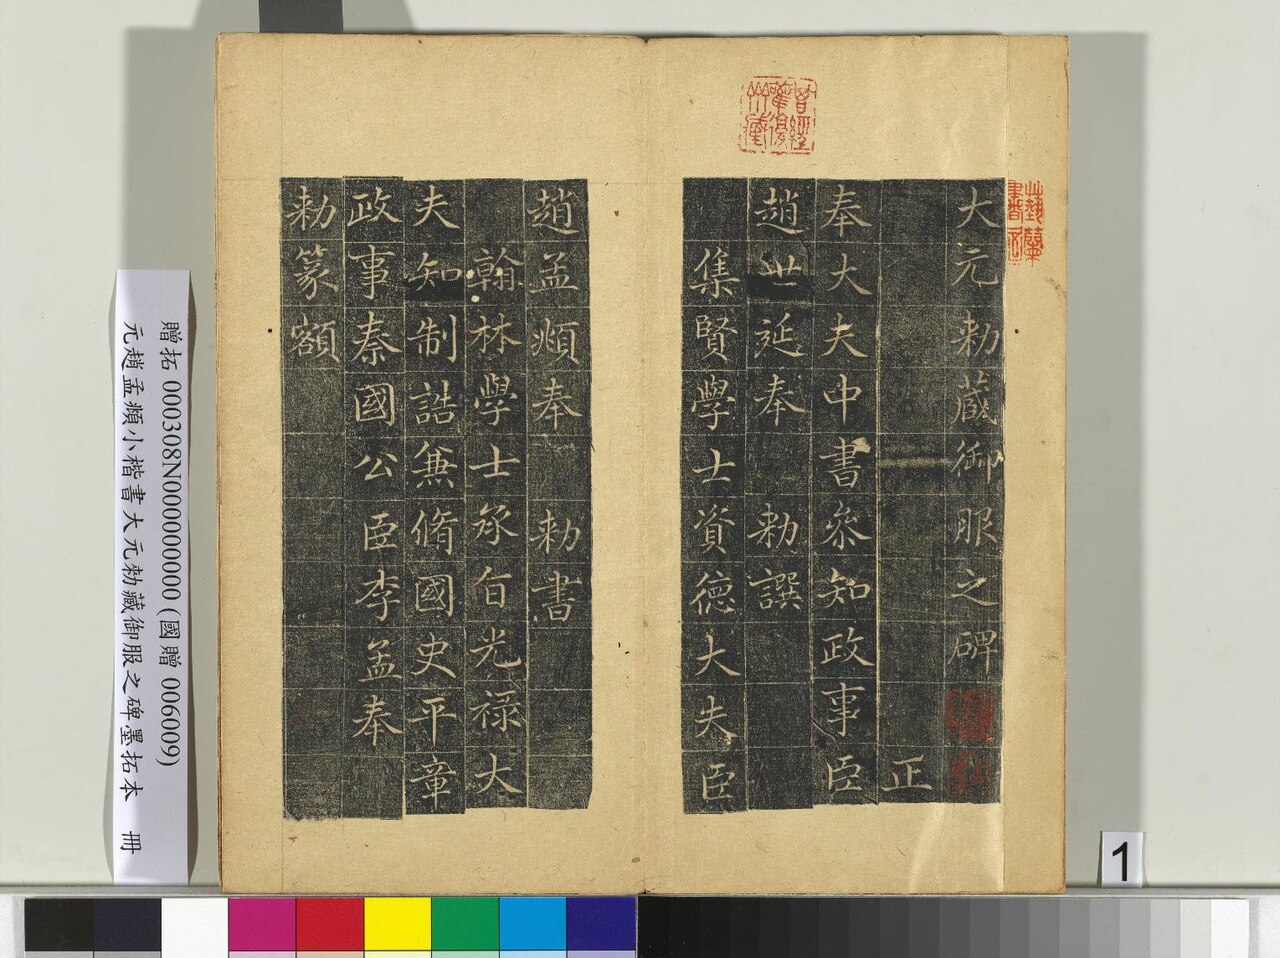 大元勑藏御服之碑
正
奉大夫中書叅知政事臣
趙世延奉　勑譔
集賢學士資德大夫臣
趙孟頫奉　勑書
翰林學士承旨光禄大
夫知制誥兼脩國史平章
政事秦國公臣李孟奉
勑篆額
贈拓 000308N000000000 (國贈 006009)
元趙孟頫小楷書大元勑藏御服之碑墨拓本　冊
1